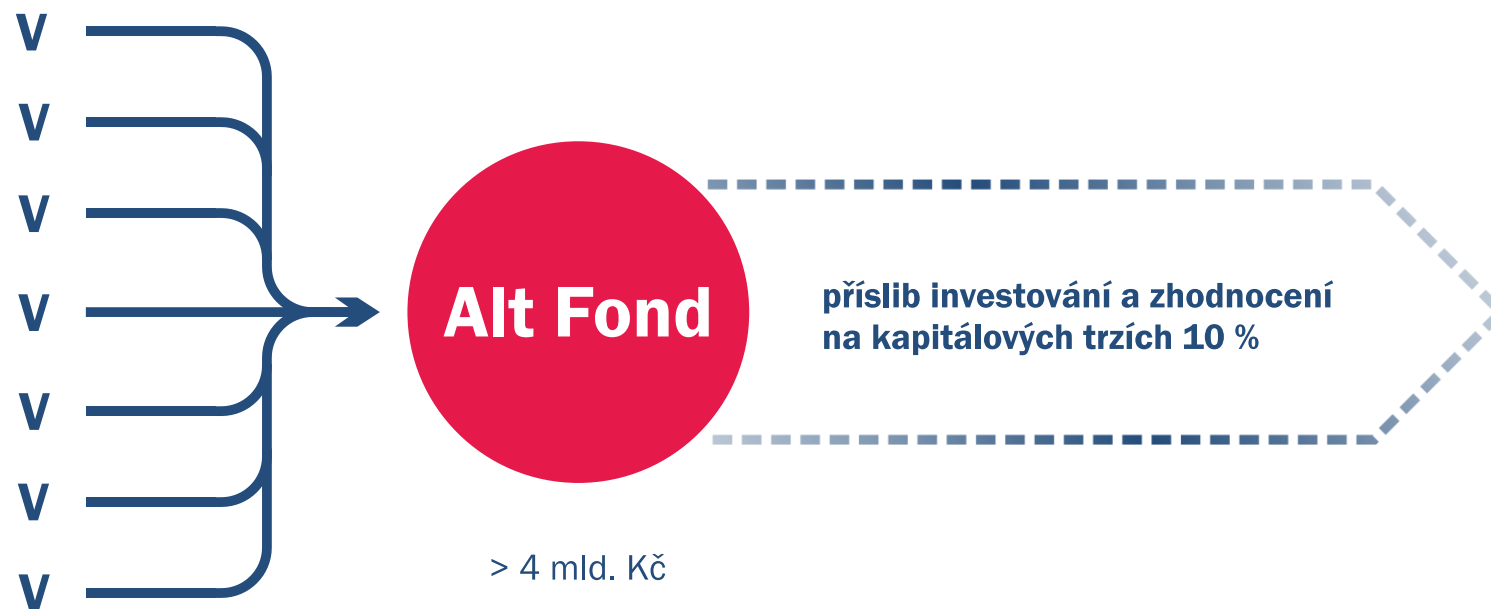 V
V
V
V
V
V
V
Alt Fond
příslib investování a zhodnocení
na kapitálových trzích 10 %
> 4 mld. Kč